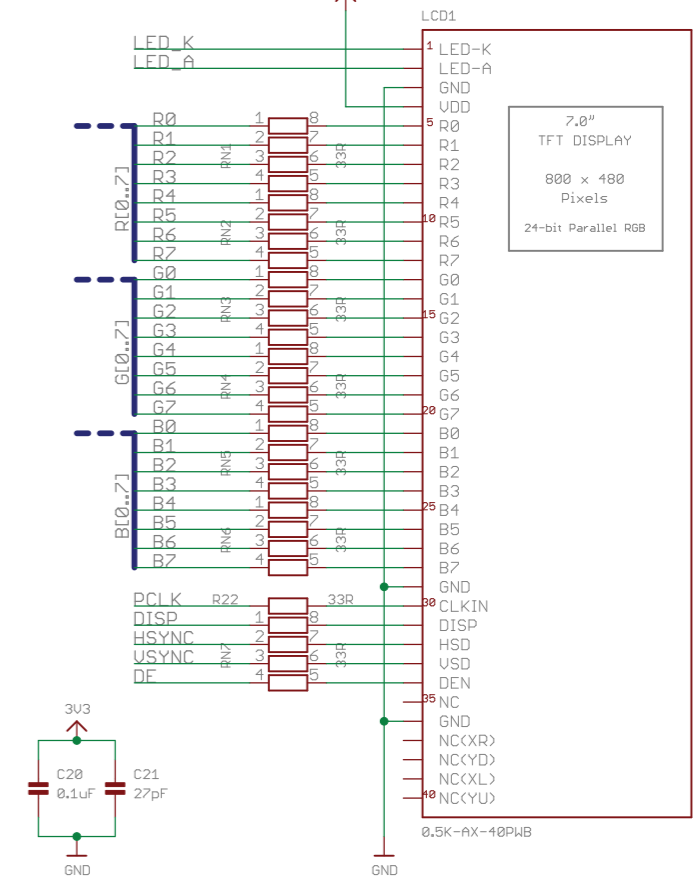 LCD1
LED_K 1 LED-K
LED_A LED-A
GND
VDD
R0 1 8 5 R0
R1 2 7 R1
R2 3 6 R2
R3 4 5 R3
R4 1 8 R4
R5 2 7 10 R5
R6 3 6 R6
R7 4 5 R7
R[0..7]
RN1 33R
RN2 33R
7.0"
TFT DISPLAY
800 x 480
Pixels
24-bit Parallel RGB
G0 1 8 G0
G1 2 7 G1
G2 3 6 15 G2
G3 4 5 G3
G4 1 8 G4
G5 2 7 G5
G6 3 6 G6
G7 4 5 20 G7
G[0..7]
RN3 33R
RN4 33R
B0 1 8 B0
B1 2 7 B1
B2 3 6 B2
B3 4 5 B3
B4 1 8 25 B4
B5 2 7 B5
B6 3 6 B6
B7 4 5 B7
B[0..7]
RN5 33R
RN6 33R
GND
PCLK R22 33R 30 CLKIN
DISP 1 8 DISP
HSYNC 2 7 HSD
VSYNC 3 6 VSD
DE 4 5 DEN
RN7 33R
35 NC
GND
NC(XR)
NC(YD)
NC(XL)
40 NC(YU)
0.5K-AX-40PWB
3V3
C20 C21
0.1uF 27pF
GND GND